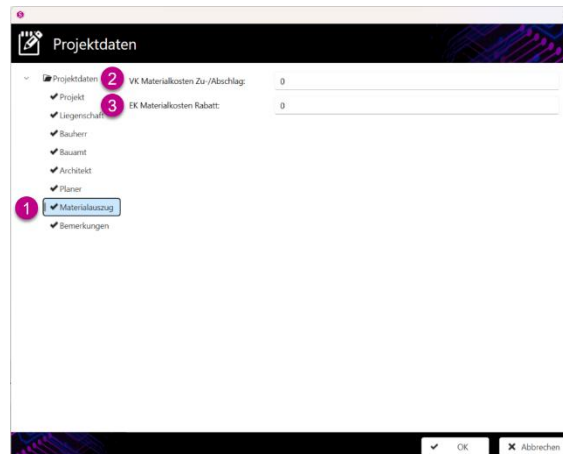 Projektdaten
Projektdaten
2 VK Materialkosten Zu-/Abschlag: 0
Projekt
3 EK Materialkosten Rabatt: 0
Liegenschaft
Bauherr
Bauamt
Architekt
Planer
1 Materialauszug
Bemerkungen
OK Abbrechen